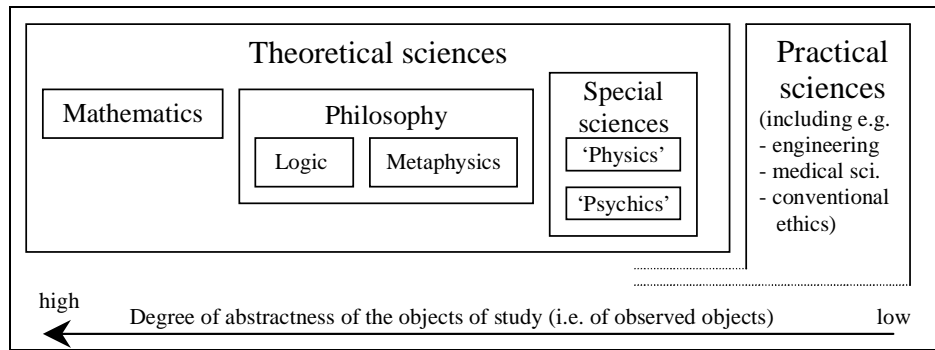 Theoretical sciences
Mathematics
Philosophy
Logic
Metaphysics
Special
sciences
‘Physics’
‘Psychics’
Practical
sciences
(including e.g.
- engineering
- medical sci.
- conventional
ethics)
high
Degree of abstractness of the objects of study (i.e. of observed objects)
low